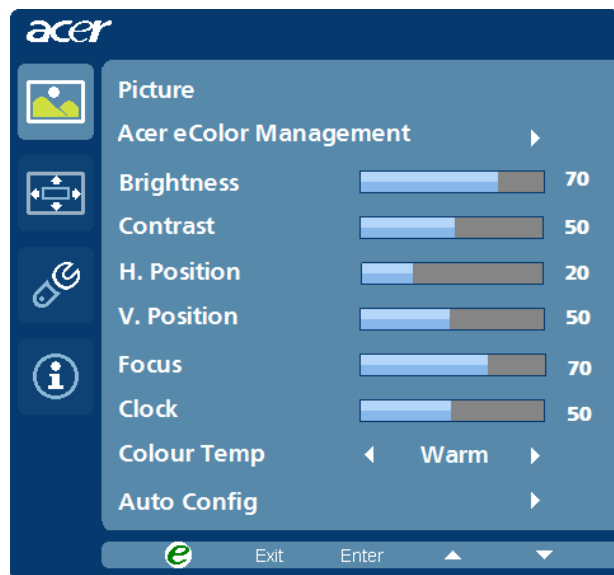 acer
Picture
Acer eColor Management
Brightness 70
Contrast 50
H. Position 20
V. Position 50
Focus 70
Clock 50
Colour Temp Warm
Auto Config
e Exit Enter